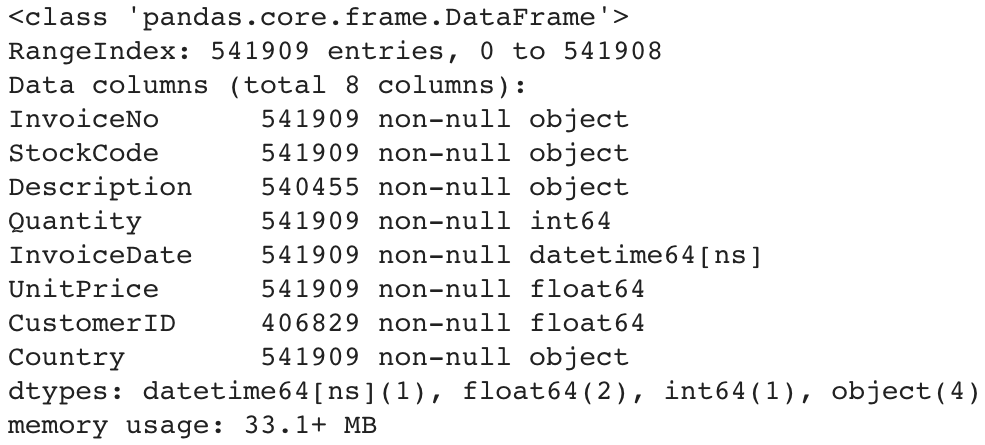 <class 'pandas.core.frame.DataFrame'>
RangeIndex: 541909 entries, 0 to 541908
Data columns (total 8 columns):
InvoiceNo      541909 non-null object
StockCode      541909 non-null object
Description    540455 non-null object
Quantity       541909 non-null int64
InvoiceDate    541909 non-null datetime64[ns]
UnitPrice      541909 non-null float64
CustomerID     406829 non-null float64
Country        541909 non-null object
dtypes: datetime64[ns](1), float64(2), int64(1), object(4)
memory usage: 33.1+ MB